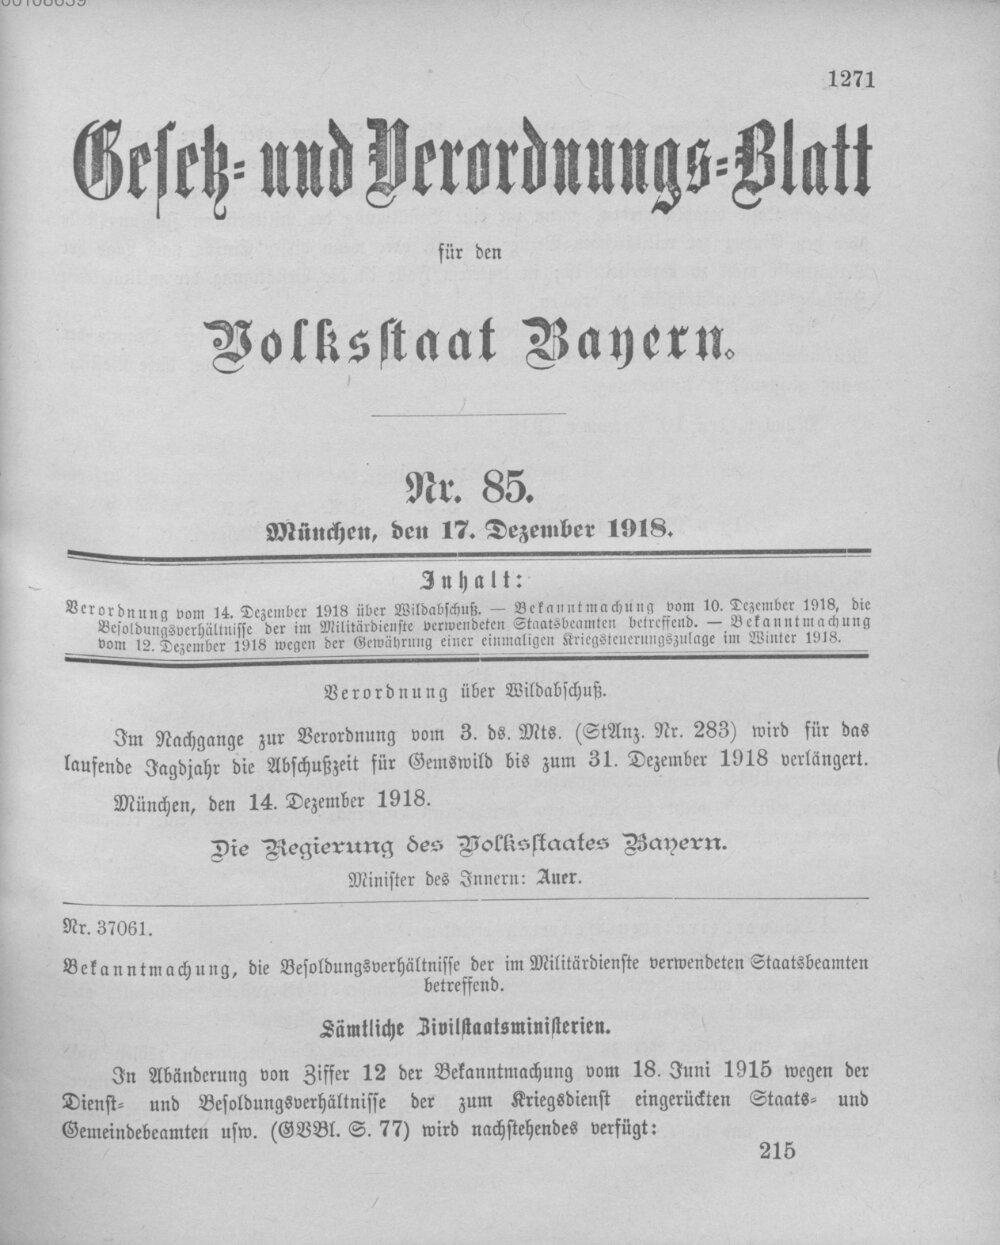 00108639
1271
Gesetz- und Verordnungs-Blatt
für den
Volksstaat Bayern.
Nr. 85.
München, den 17. Dezember 1918.
Inhalt:
Verordnung vom 14. Dezember 1918 über Wildabschuß. — Bekanntmachung vom 10. Dezember 1918, die
Besoldungsverhältnisse der im Militärdienste verwendeten Staatsbeamten betreffend. — Bekanntmachung
vom 12. Dezember 1918 wegen der Gewährung einer einmaligen Kriegsteuerungszulage im Winter 1918.
Verordnung über Wildabschuß.
Im Nachgange zur Verordnung vom 3. ds. Mts. (StAnz. Nr. 283) wird für das
laufende Jagdjahr die Abschußzeit für Gemswild bis zum 31. Dezember 1918 verlängert.
München, den 14. Dezember 1918.
Die Regierung des Volksstaates Bayern.
Minister des Innern: Auer.
Nr. 37061.
Bekanntmachung, die Besoldungsverhältnisse der im Militärdienste verwendeten Staatsbeamten
betreffend.
Sämtliche Zivilstaatsministerien.
In Abänderung von Ziffer 12 der Bekanntmachung vom 18. Juni 1915 wegen der
Dienst- und Besoldungsverhältnisse der zum Kriegsdienst eingerückten Staats- und
Gemeindebeamten usw. (GVBl. S. 77) wird nachstehendes verfügt:
215